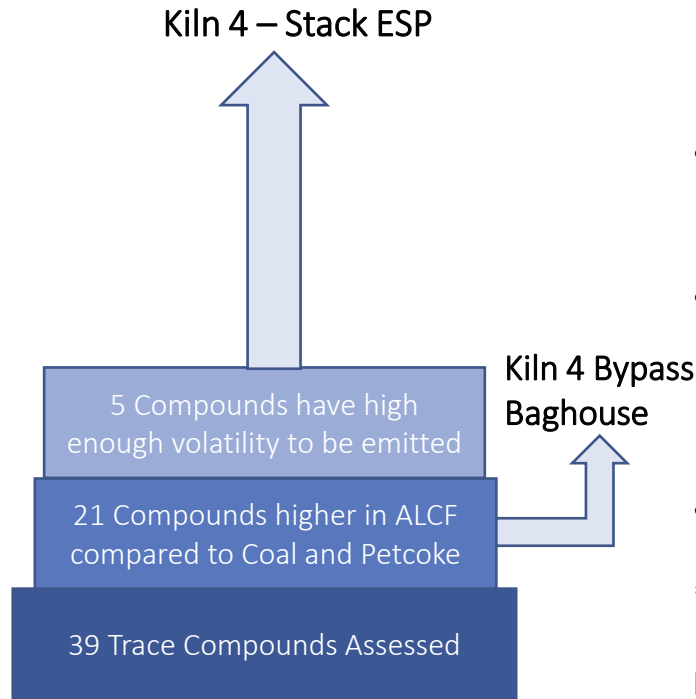 Kiln 4 – Stack ESP
Kiln 4 Bypass
Baghouse
5 Compounds have high
enough volatility to be emitted
21 Compounds higher in ALCF
compared to Coal and Petcoke
39 Trace Compounds Assessed